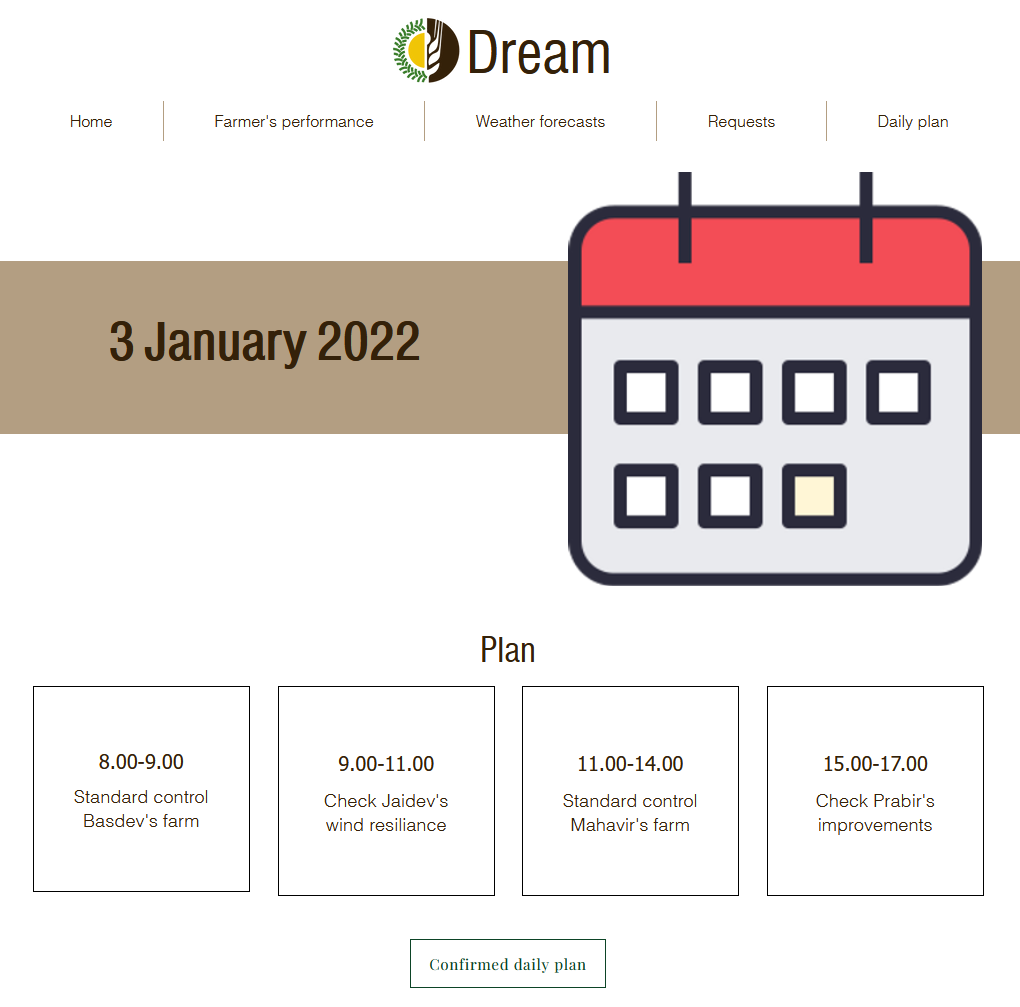 Dream
Home
Farmer's performance
Weather forecasts
Requests
Daily plan
3 January 2022
Plan
8.00-9.00
Standard control
Basdev's farm
9.00-11.00
Check Jaidev's
wind resiliance
11.00-14.00
Standard control
Mahavir's farm
15.00-17.00
Check Prabir's
improvements
Confirmed daily plan